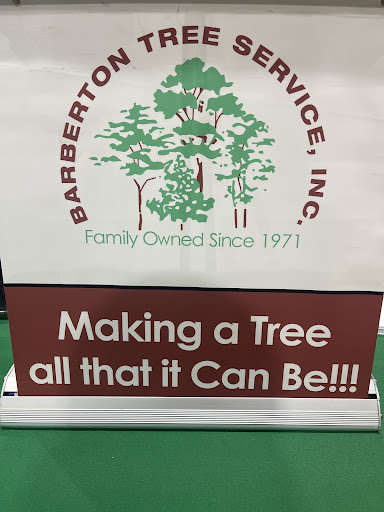 BARBERTON TREE SERVICE, INC.
Family Owned Since 1971
Making a Tree
all that it Can Be!!!